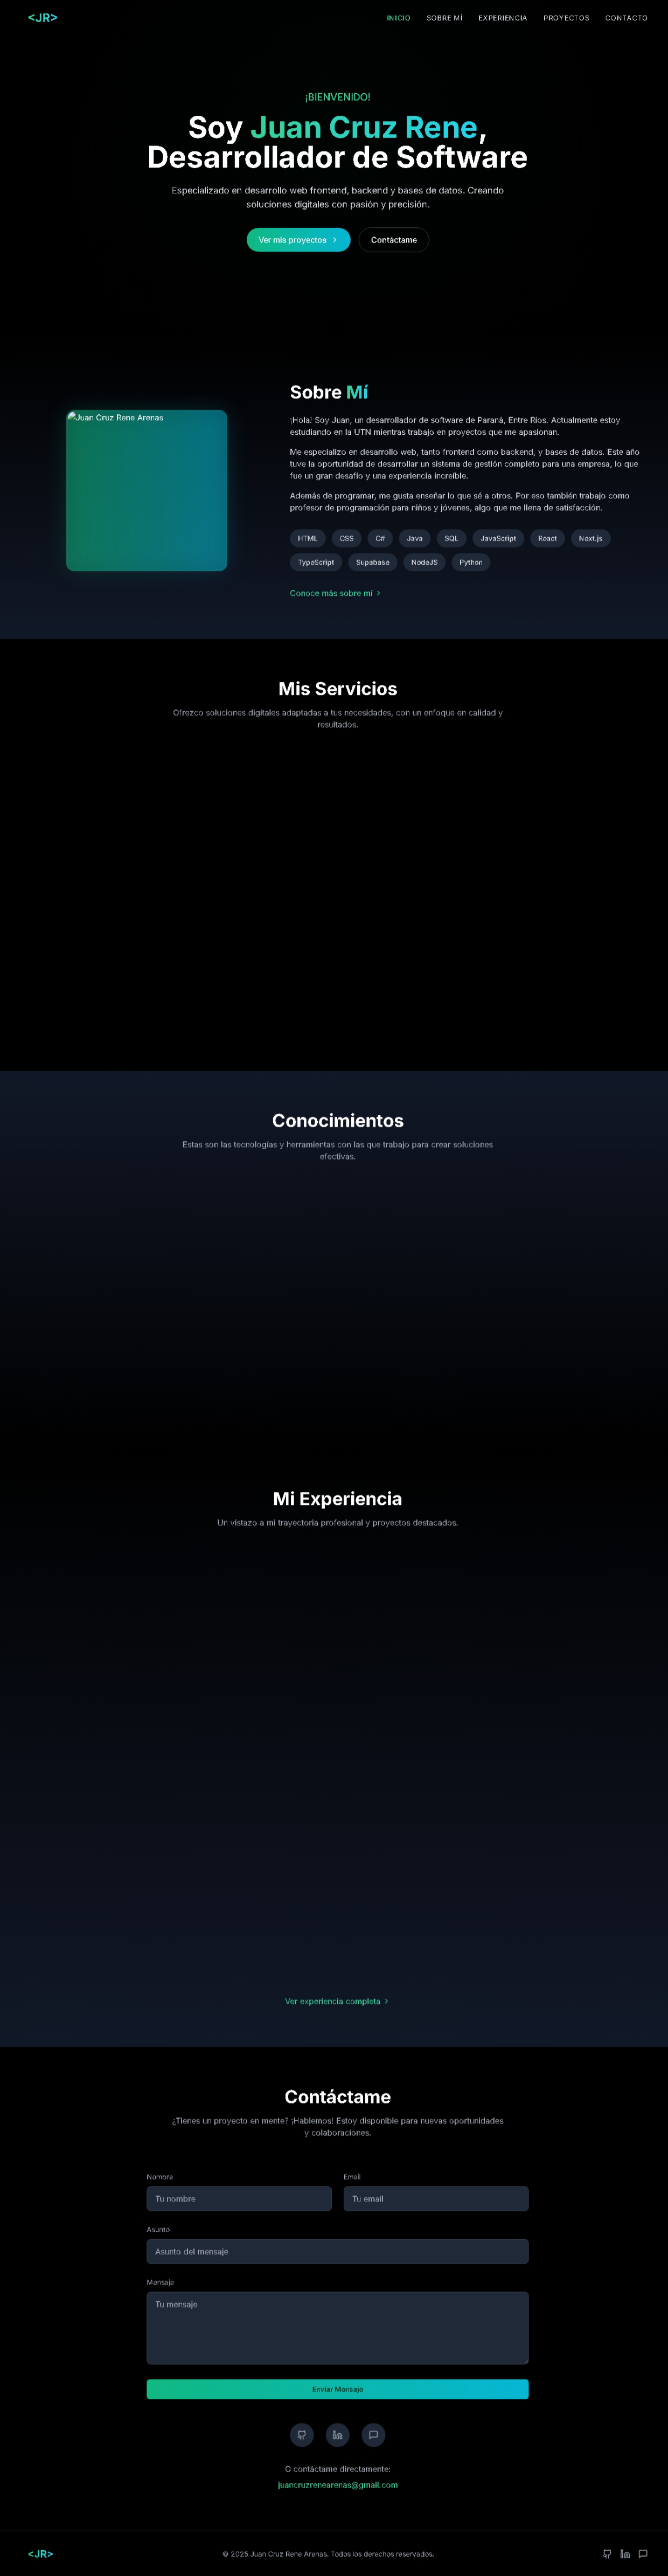 <JR>
INICIO SOBRE MÍ EXPERIENCIA PROYECTOS CONTACTO
¡BIENVENIDO!
Soy Juan Cruz Rene,
Desarrollador de Software
Especializado en desarrollo web frontend, backend y bases de datos. Creando
soluciones digitales con pasión y precisión.
Ver mis proyectos
Contáctame
Juan Cruz Rene Arenas
Sobre Mí
¡Hola! Soy Juan, un desarrollador de software de Paraná, Entre Ríos. Actualmente estoy
estudiando en la UTN mientras trabajo en proyectos que me apasionan.
Me especializo en desarrollo web, tanto frontend como backend, y bases de datos. Este año
tuve la oportunidad de desarrollar un sistema de gestión completo para una empresa, lo que
fue un gran desafío y una experiencia increíble.
Además de programar, me gusta enseñar lo que sé a otros. Por eso también trabajo como
profesor de programación para niños y jóvenes, algo que me llena de satisfacción.
HTML CSS C# Java SQL JavaScript React Next.js
TypeScript Supabase NodeJS Python
Conoce más sobre mí
Mis Servicios
Ofrezco soluciones digitales adaptadas a tus necesidades, con un enfoque en calidad y
resultados.
Conocimientos
Estas son las tecnologías y herramientas con las que trabajo para crear soluciones
efectivas.
Mi Experiencia
Un vistazo a mi trayectoria profesional y proyectos destacados.
Ver experiencia completa
Contáctame
¿Tienes un proyecto en mente? ¡Hablemos! Estoy disponible para nuevas oportunidades
y colaboraciones.
Nombre Email
Tu nombre Tu email
Asunto
Asunto del mensaje
Mensaje
Tu mensaje
Enviar Mensaje
O contáctame directamente:
juancruzrenearenas@gmail.com
<JR>
© 2025 Juan Cruz Rene Arenas. Todos los derechos reservados.